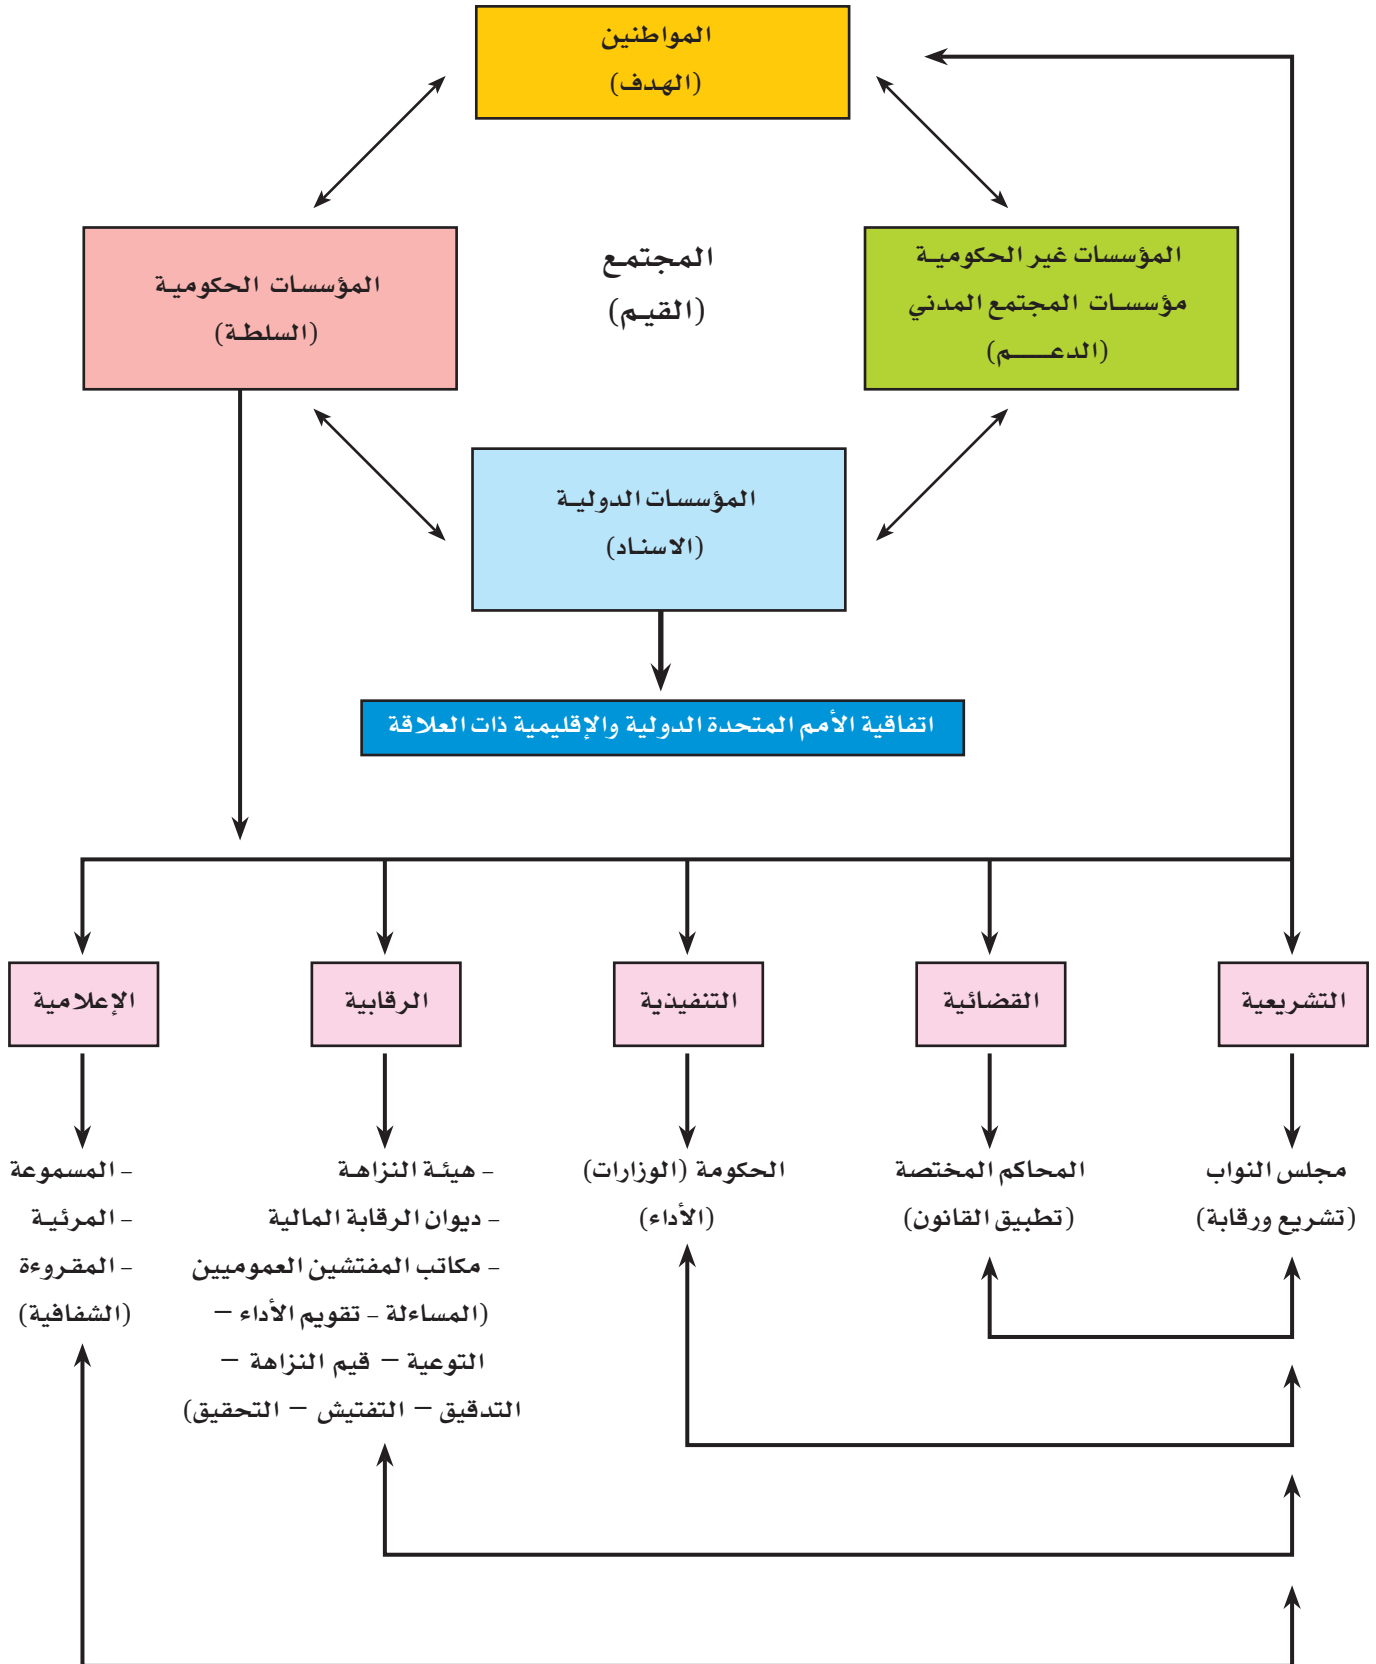 المواطنين
(الهدف)
المؤسسات غير الحكومية
مؤسسات المجتمع المدني
(الدعـــم)
المجتمع
(القيم)
المؤسسات الحكومية
(السلطة)
المؤسسات الدولية
(الاسناد)
اتفاقية الأمم المتحدة الدولية والإقليمية ذات العلاقة
التشريعية
القضائية
التنفيذية
الرقابية
الإعلامية
مجلس النواب
(تشريع ورقابة)
المحاكم المختصة
(تطبيق القانون)
الحكومة (الوزارات)
(الأداء)
- هيئة النزاهة
- ديوان الرقابة المالية
- مكاتب المفتشين العموميين
(المساءلة - تقويم الأداء –
التوعية – قيم النزاهة –
التدقيق – التفتيش – التحقيق)
- المسموعة
- المرئية
- المقروءة
(الشفافية)